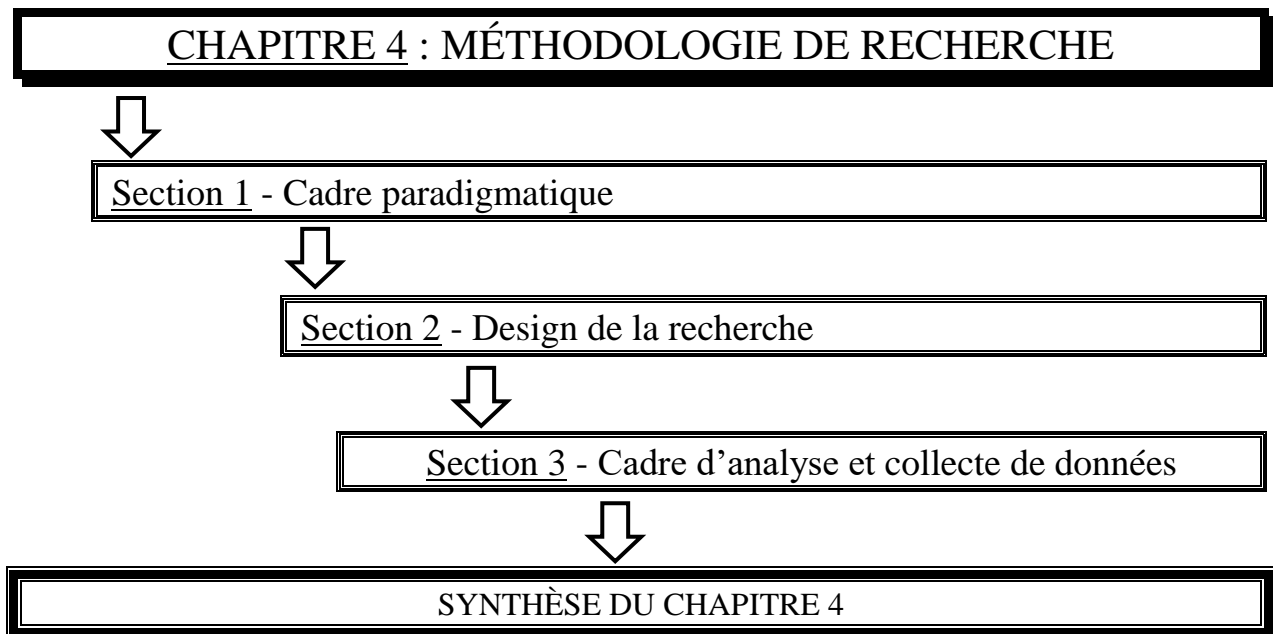 CHAPITRE 4 : MÉTHODOLOGIE DE RECHERCHE
Section 1 - Cadre paradigmatique
Section 2 - Design de la recherche
Section 3 - Cadre d’analyse et collecte de données
SYNTHÈSE DU CHAPITRE 4